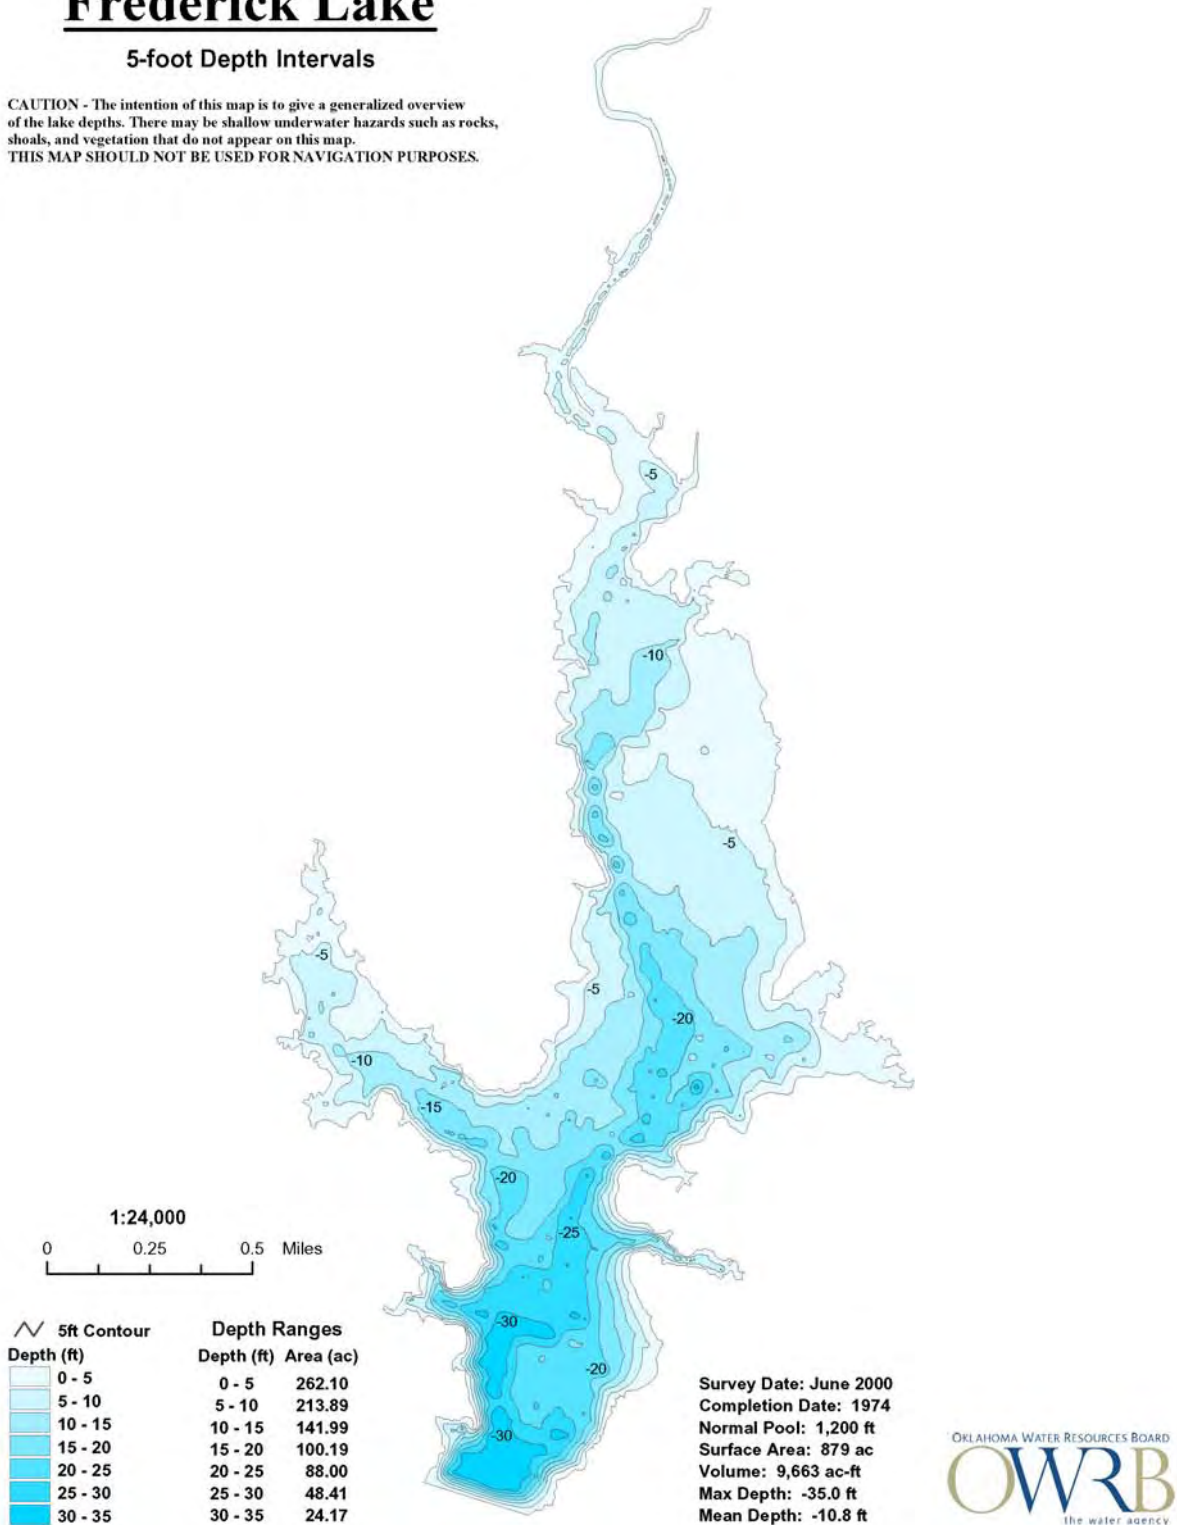 Frederick Lake
5-foot Depth Intervals
CAUTION - The intention of this map is to give a generalized overview
of the lake depths. There may be shallow underwater hazards such as rocks,
shoals, and vegetation that do not appear on this map.
THIS MAP SHOULD NOT BE USED FOR NAVIGATION PURPOSES.
-5
-10
-5
-5
-5
-20
-10
-15
-20
-25
-30
-20
-30
1:24,000
0 0.25 0.5 Miles
5ft Contour
Depth (ft)
0 - 5
5 - 10
10 - 15
15 - 20
20 - 25
25 - 30
30 - 35
Depth Ranges
Depth (ft) Area (ac)
0 - 5 262.10
5 - 10 213.89
10 - 15 141.99
15 - 20 100.19
20 - 25 88.00
25 - 30 48.41
30 - 35 24.17
Survey Date: June 2000
Completion Date: 1974
Normal Pool: 1,200 ft
Surface Area: 879 ac
Volume: 9,663 ac-ft
Max Depth: -35.0 ft
Mean Depth: -10.8 ft
OKLAHOMA WATER RESOURCES BOARD
OWRB
the water agency